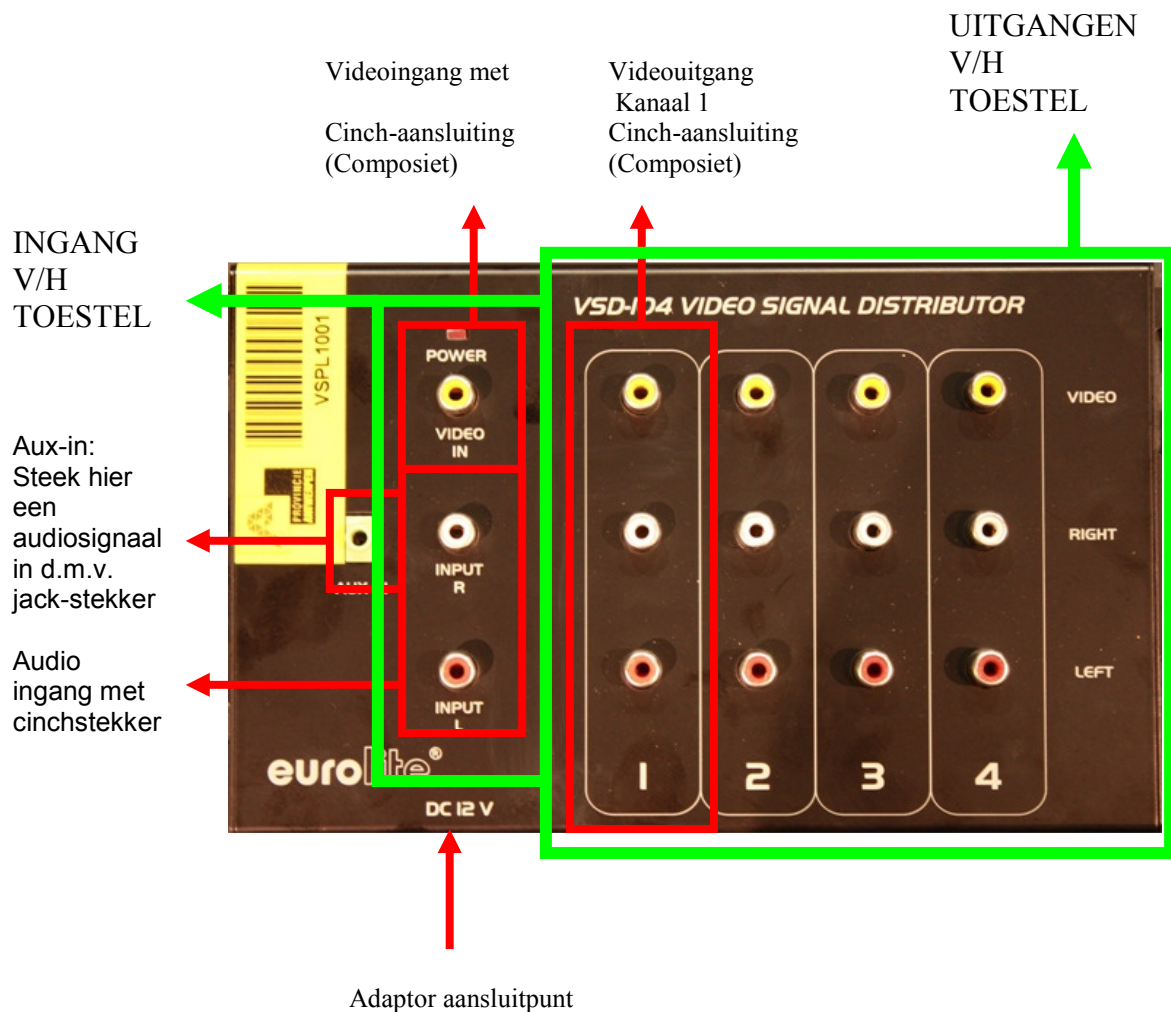 UITGANGEN
V/H
TOESTEL
Videoingang met
Cinch-aansluiting
(Composiet)
Videouitgang
Kanaal 1
Cinch-aansluiting
(Composiet)
INGANG
V/H
TOESTEL
Aux-in:
Steek hier
een
audiosignaal
in d.m.v.
jack-stekker
Audio
ingang met
cinchstekker
VSPL1001
PROVINCIE
POWER
VIDEO
IN
INPUT
R
INPUT
L
eurolite®
DC 12 V
VSD-104 VIDEO SIGNAL DISTRIBUTOR
VIDEO
RIGHT
LEFT
1 2 3 4
Adaptor aansluitpunt